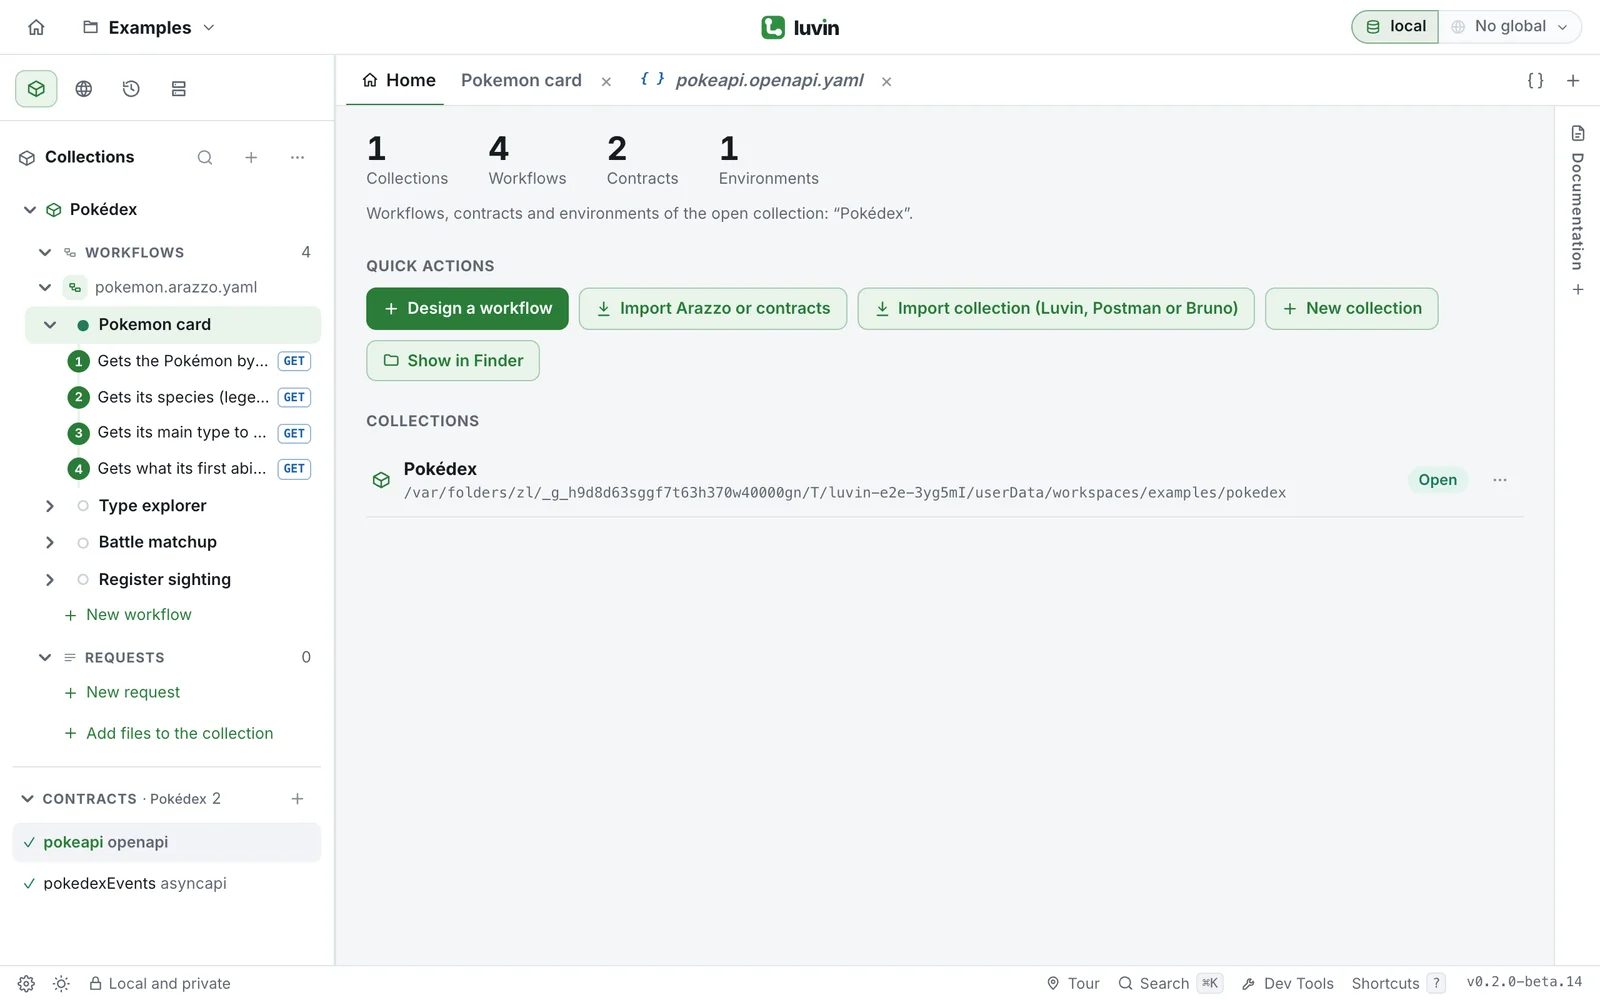 Examples
luvin
local
No global
Home
Pokemon card
{ } pokeapi.openapi.yaml
{ }
Collections
Pokédex
WORKFLOWS 4
pokemon.arazzo.yaml
Pokemon card
1 Gets the Pokémon by... GET
2 Gets its species (lege... GET
3 Gets its main type to ... GET
4 Gets what its first abi... GET
Type explorer
Battle matchup
Register sighting
+ New workflow
REQUESTS 0
+ New request
+ Add files to the collection
CONTRACTS · Pokédex 2
pokeapi openapi
pokedexEvents asyncapi
1 4 2 1
Collections Workflows Contracts Environments
Workflows, contracts and environments of the open collection: “Pokédex”.
QUICK ACTIONS
+ Design a workflow
Import Arazzo or contracts
Import collection (Luvin, Postman or Bruno)
+ New collection
Show in Finder
COLLECTIONS
Pokédex
/var/folders/zl/_g_h9d8d63sggf7t63h370w40000gn/T/luvin-e2e-3yg5mI/userData/workspaces/examples/pokedex
Open
Documentation
Local and private
Tour
Search ⌘K
Dev Tools
Shortcuts ?
v0.2.0-beta.14